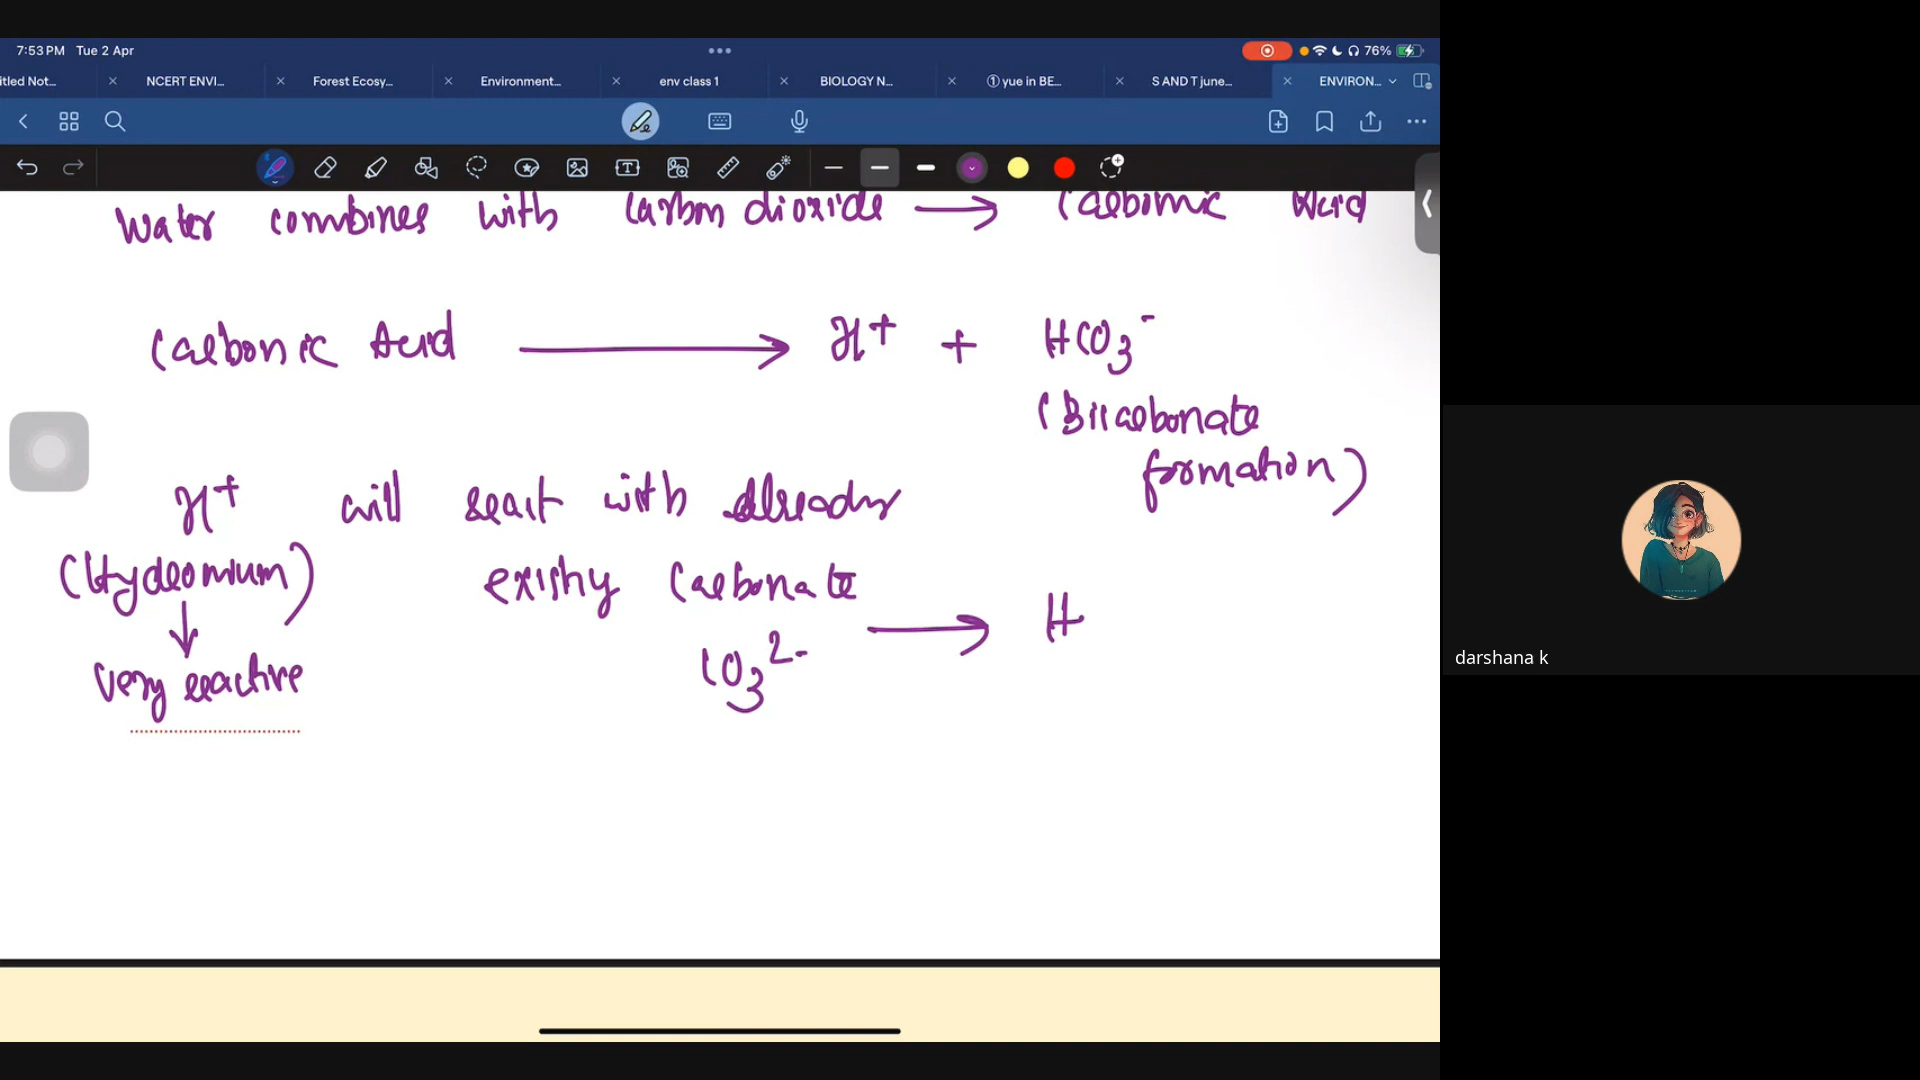 7:53 PM Tue 2 Apr
76%
itled Not...
NCERT ENVI...
Forest Ecosy...
Environment...
env class 1
BIOLOGY N...
① yue in BE...
S AND T june...
ENVIRON...
Water combines with Carbon dioxide → Carbonic Acid
Carbonic Acid → H+ + HCO3-
(Bicarbonate
formation)
H+ will react with already
(Hydronium) existing Carbonate
↓
very reactive
CO3 2- → H
darshana k